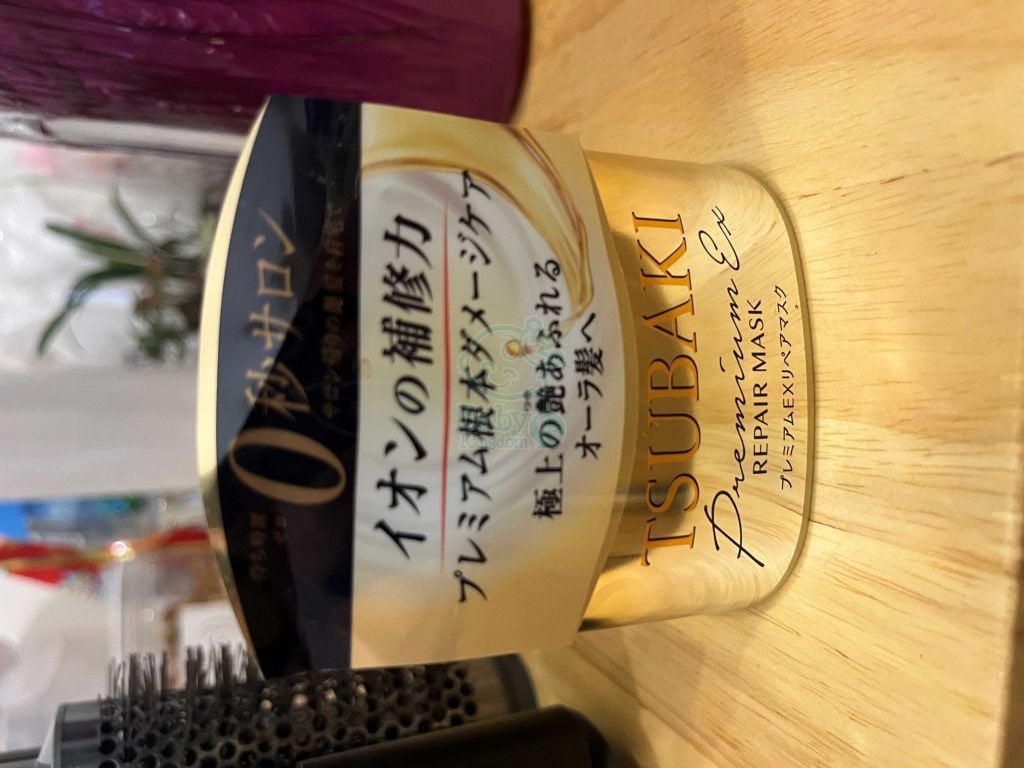 0秒サロン
イオンの補修力
プレミアム根本ダメージケア
極上の艶あふれる
オーラ髪へ
TSUBAKI
Premium Ex
REPAIR MASK
プレミアムEXリペアマスク